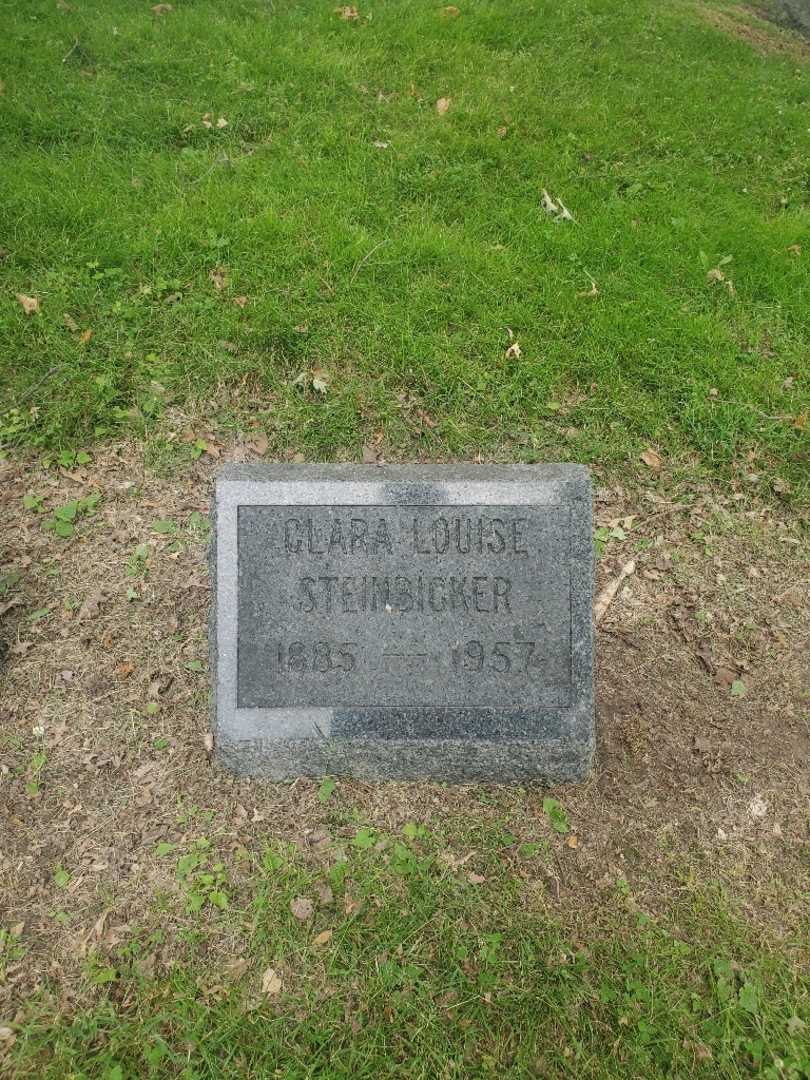 CLARA LOUISE
STEINBICKER
1885 — 1957